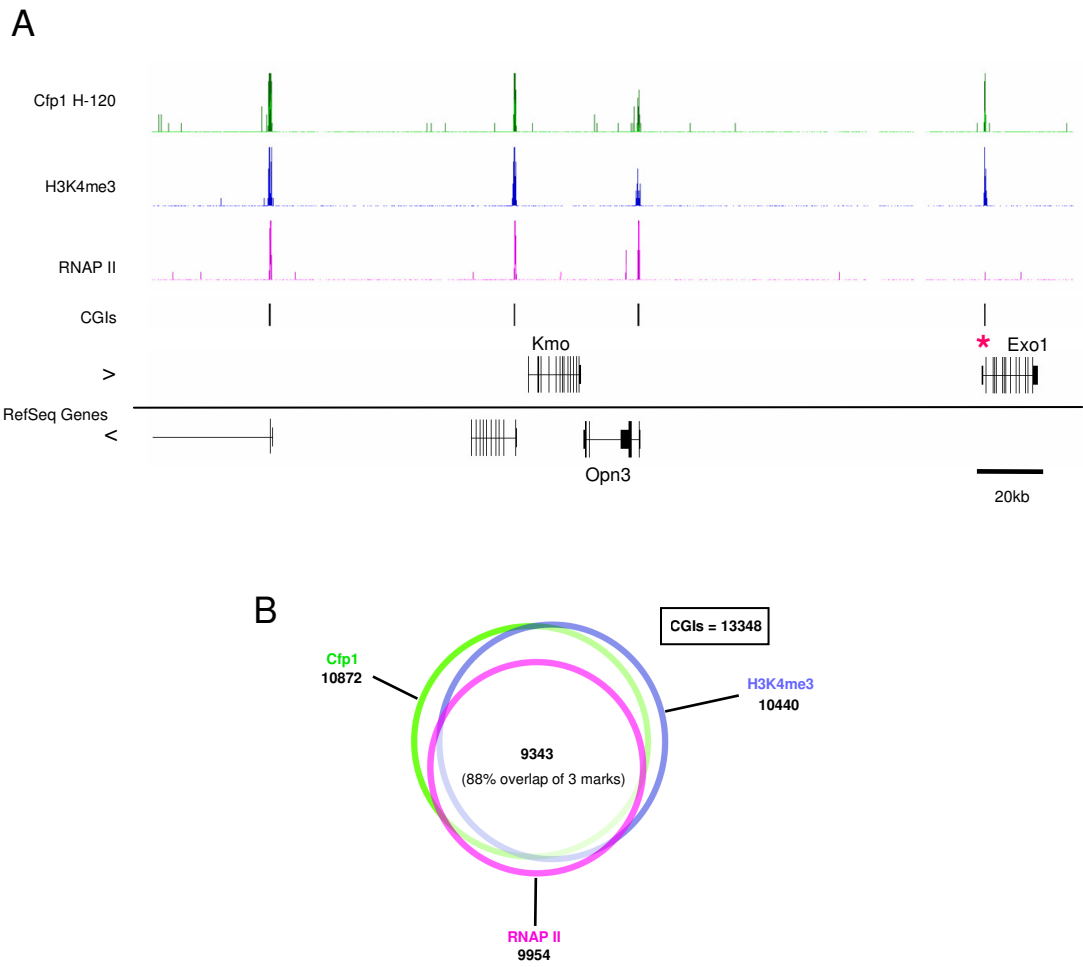 A
Cfp1 H-120
H3K4me3
RNAP II
CGIs
Kmo
* Exo1
>
RefSeq Genes
<
Opn3
20kb
B
CGIs = 13348
Cfp1
10872
H3K4me3
10440
9343
(88% overlap of 3 marks)
RNAP II
9954